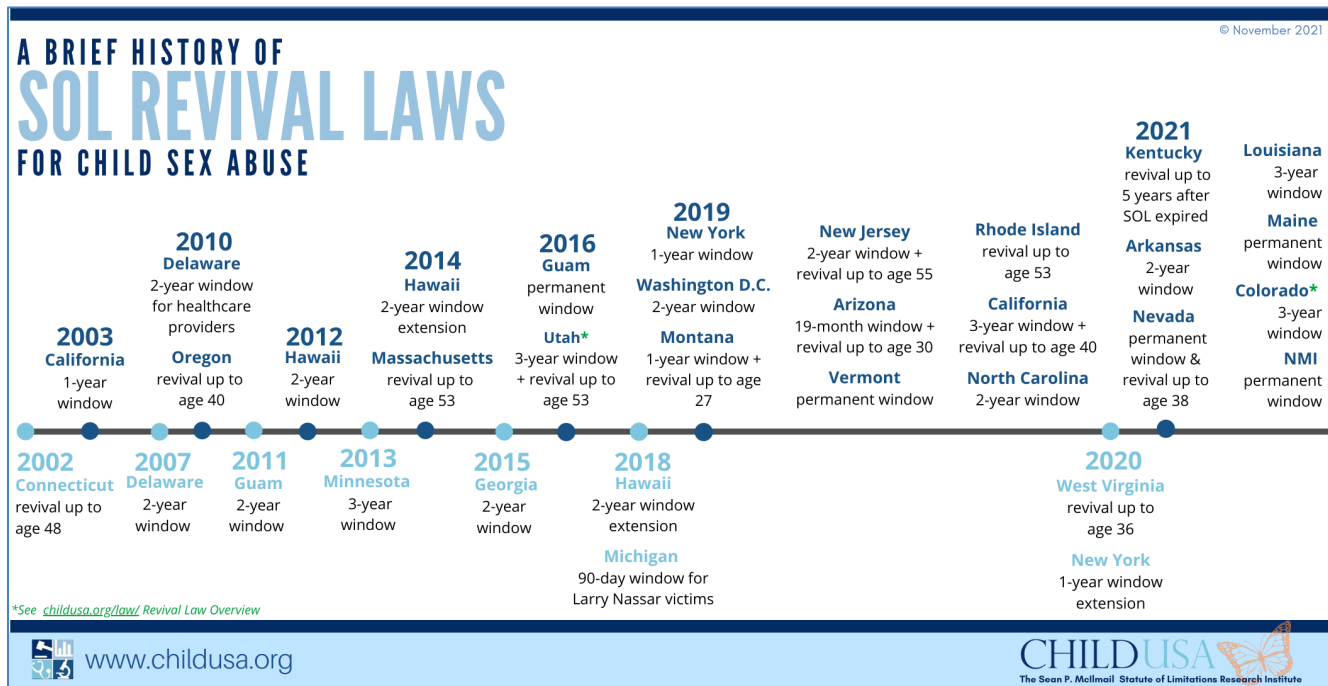 © November 2021
A BRIEF HISTORY OF
SOL REVIVAL LAWS
FOR CHILD SEX ABUSE
2003
California
1-year
window
2010
Delaware
2-year window
for healthcare
providers
Oregon
revival up to
age 40
2012
Hawaii
2-year
window
2014
Hawaii
2-year window
extension
Massachusetts
revival up to
age 53
2016
Guam
permanent
window
Utah*
3-year window
+ revival up to
age 53
2019
New York
1-year window
Washington D.C.
2-year window
Montana
1-year window +
revival up to age
27
New Jersey
2-year window +
revival up to age 55
Arizona
19-month window +
revival up to age 30
Vermont
permanent window
Rhode Island
revival up to
age 53
California
3-year window +
revival up to age 40
North Carolina
2-year window
2021
Kentucky
revival up to
5 years after
SOL expired
Arkansas
2-year
window
Nevada
permanent
window &
revival up to
age 38
Louisiana
3-year
window
Maine
permanent
window
Colorado*
3-year
window
NMI
permanent
window
2002
Connecticut
revival up to
age 48
2007
Delaware
2-year
window
2011
Guam
2-year
window
2013
Minnesota
3-year
window
2015
Georgia
2-year
window
2018
Hawaii
2-year window
extension
Michigan
90-day window for
Larry Nassar victims
2020
West Virginia
revival up to
age 36
New York
1-year window
extension
*See childusa.org/law/ Revival Law Overview
www.childusa.org
CHILD USA
The Sean P. McIlmail Statute of Limitations Research Institute